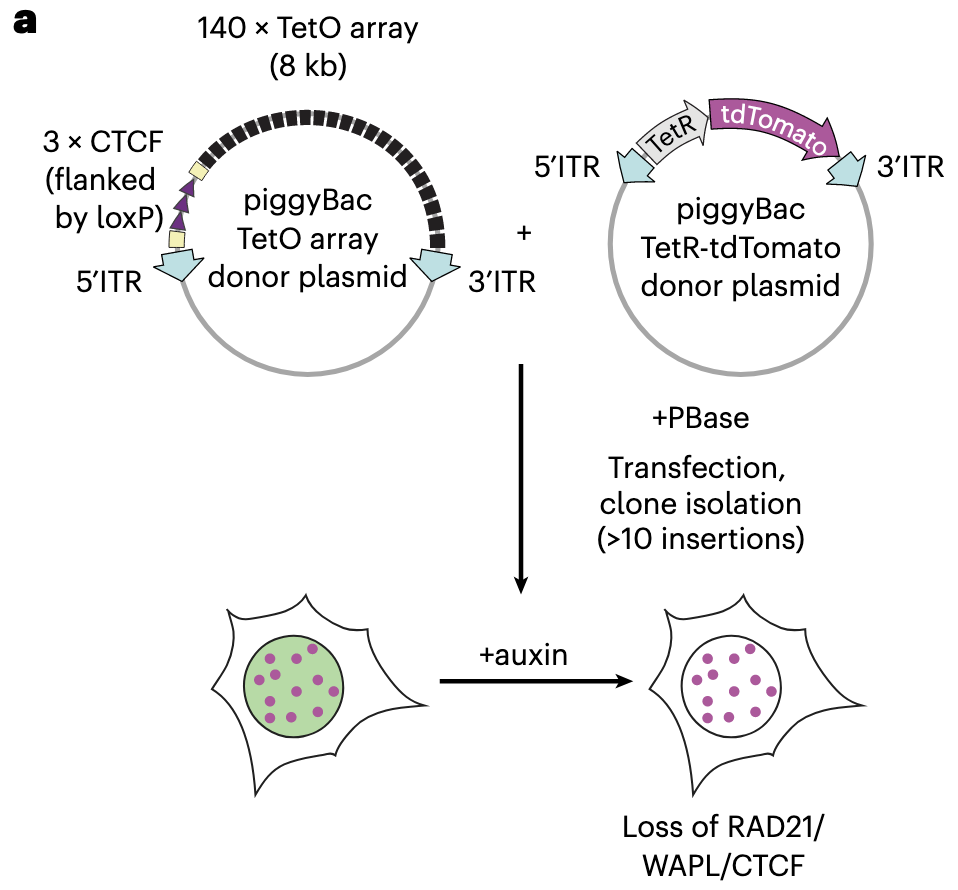 a
140 × TetO array
(8 kb)
3 × CTCF
(flanked
by loxP)
piggyBac
TetO array
donor plasmid
5′ITR
3′ITR
+
TetR
tdTomato
5′ITR
3′ITR
piggyBac
TetR-tdTomato
donor plasmid
+PBase
Transfection,
clone isolation
(>10 insertions)
+auxin
Loss of RAD21/
WAPL/CTCF